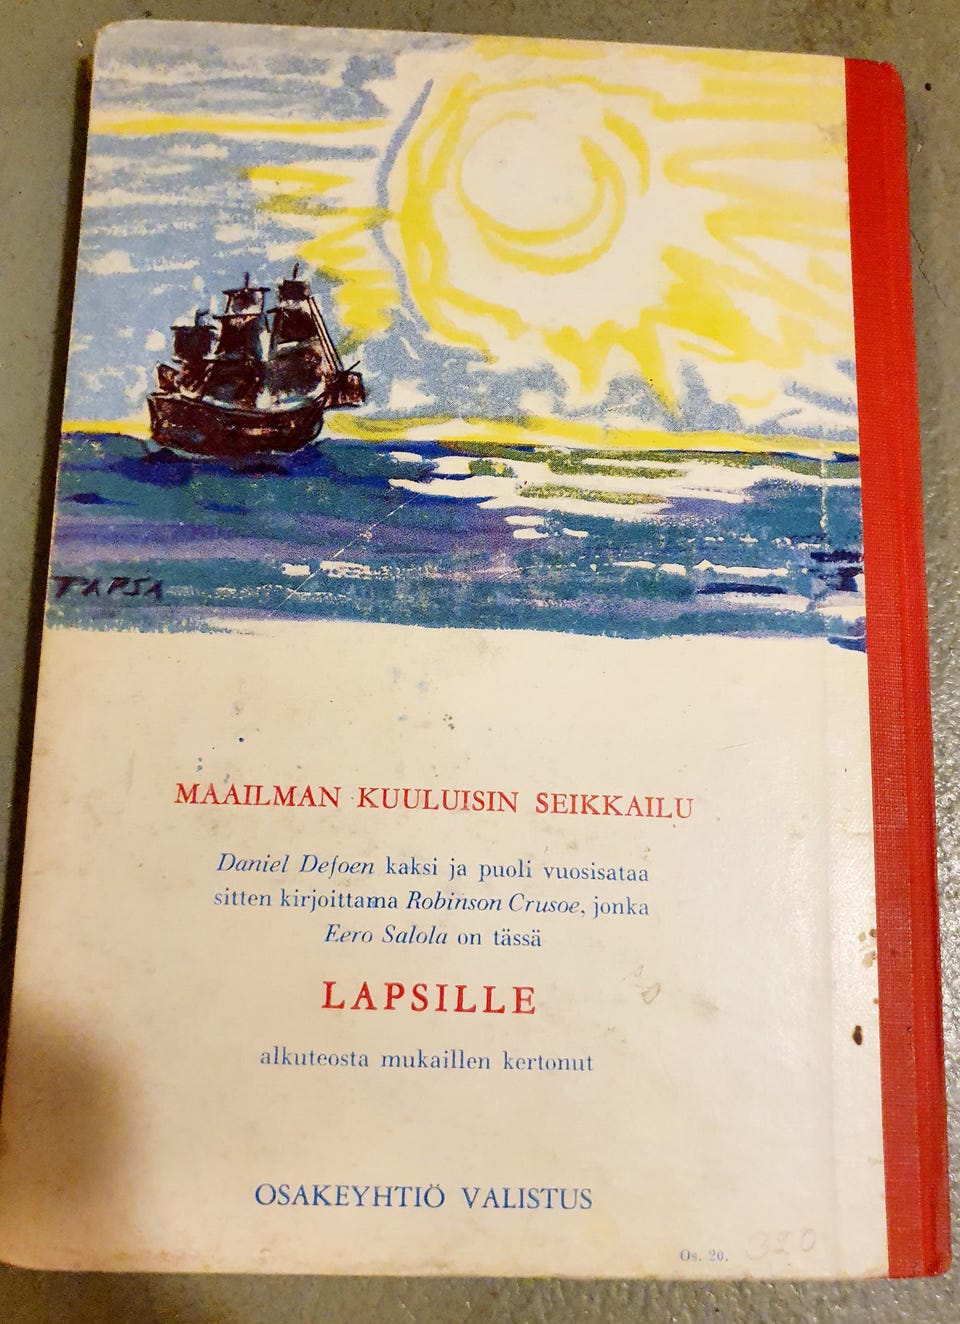 TAPSA
MAAILMAN KUULUISIN SEIKKAILU
Daniel Defoen kaksi ja puoli vuosisataa
sitten kirjoittama Robinson Crusoe, jonka
Eero Salola on tässä
LAPSILLE
alkuteosta mukaillen kertonut
OSAKEYHTIÖ VALISTUS
Os. 20. 320